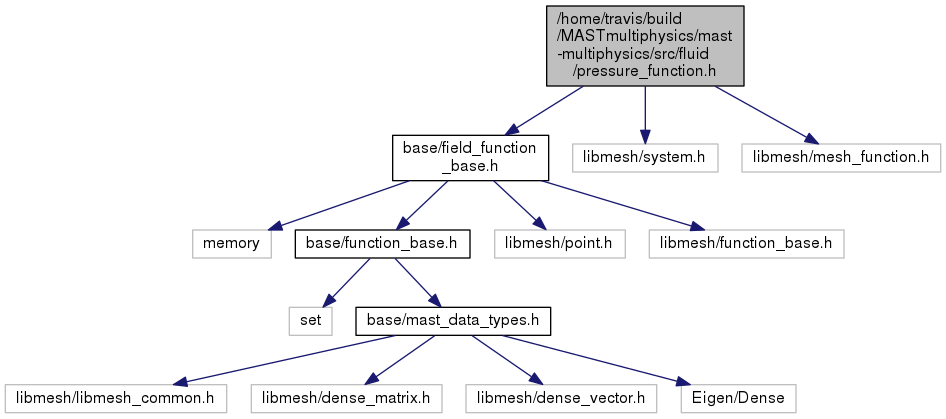 /home/travis/build
/MASTmultiphysics/mast
-multiphysics/src/fluid
/pressure_function.h
base/field_function
_base.h
libmesh/system.h
libmesh/mesh_function.h
memory
base/function_base.h
libmesh/point.h
libmesh/function_base.h
set
base/mast_data_types.h
libmesh/libmesh_common.h
libmesh/dense_matrix.h
libmesh/dense_vector.h
Eigen/Dense